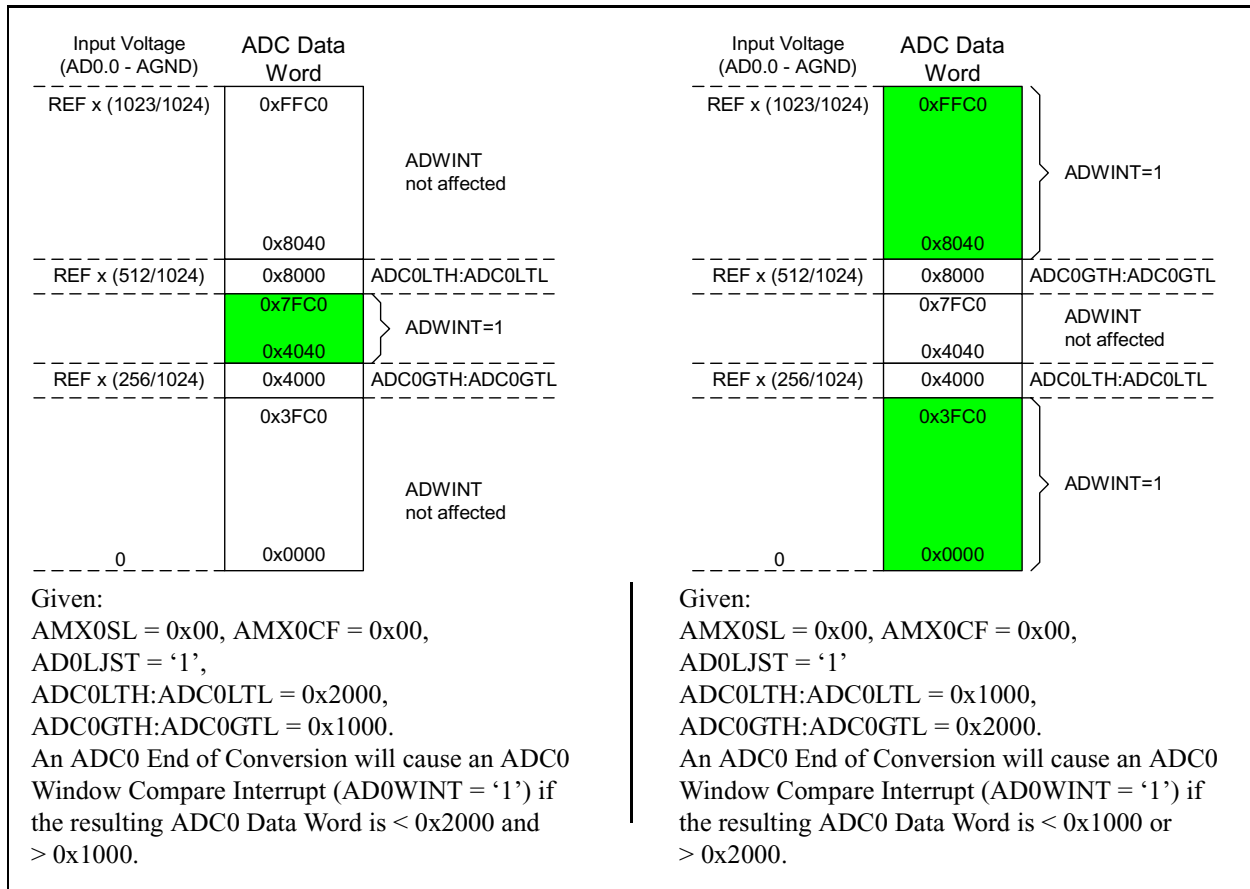 Input Voltage
(AD0.0 - AGND)
ADC Data
Word
REF x (1023/1024)
0xFFC0
ADWINT
not affected
0x8040
REF x (512/1024)
0x8000
ADC0LTH:ADC0LTL
0x7FC0
ADWINT=1
0x4040
REF x (256/1024)
0x4000
ADC0GTH:ADC0GTL
0x3FC0
ADWINT
not affected
0
0x0000
Given:
AMX0SL = 0x00, AMX0CF = 0x00,
AD0LJST = ‘1’,
ADC0LTH:ADC0LTL = 0x2000,
ADC0GTH:ADC0GTL = 0x1000.
An ADC0 End of Conversion will cause an ADC0
Window Compare Interrupt (AD0WINT = ‘1’) if
the resulting ADC0 Data Word is < 0x2000 and
> 0x1000.
Input Voltage
(AD0.0 - AGND)
ADC Data
Word
REF x (1023/1024)
0xFFC0
ADWINT=1
0x8040
REF x (512/1024)
0x8000
ADC0GTH:ADC0GTL
0x7FC0
ADWINT
not affected
0x4040
REF x (256/1024)
0x4000
ADC0LTH:ADC0LTL
0x3FC0
ADWINT=1
0
0x0000
Given:
AMX0SL = 0x00, AMX0CF = 0x00,
AD0LJST = ‘1’
ADC0LTH:ADC0LTL = 0x1000,
ADC0GTH:ADC0GTL = 0x2000.
An ADC0 End of Conversion will cause an ADC0
Window Compare Interrupt (AD0WINT = ‘1’) if
the resulting ADC0 Data Word is < 0x1000 or
> 0x2000.